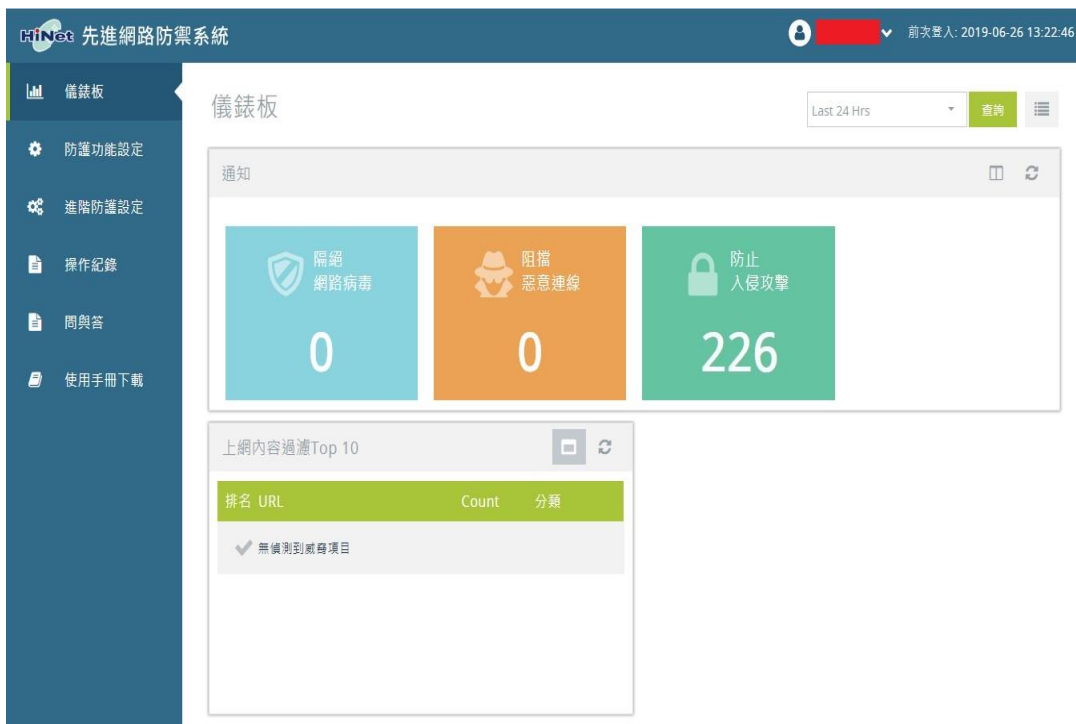 HiNet 先進網路防禦系統
前次登入: 2019-06-26 13:22:46
儀錶板
防護功能設定
進階防護設定
操作紀錄
問與答
使用手冊下載
儀錶板
Last 24 Hrs
查詢
通知
隔絕
網路病毒
0
阻擋
惡意連線
0
防止
入侵攻擊
226
上網內容過濾Top 10
排名 URL Count 分類
無偵測到威脅項目